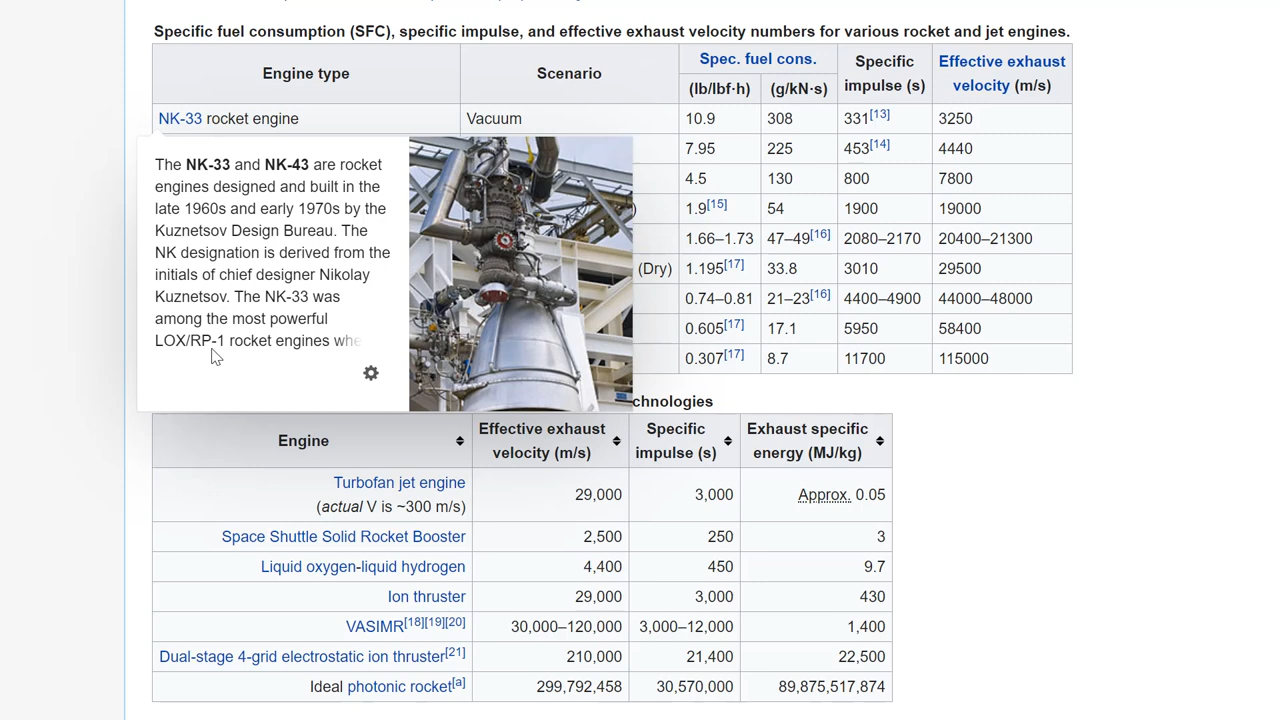 Specific fuel consumption (SFC), specific impulse, and effective exhaust velocity numbers for various rocket and jet engines.
Engine type Scenario Spec. fuel cons. Specific impulse (s) Effective exhaust velocity (m/s)
(lb/lbf·h) (g/kN·s)
NK-33 rocket engine Vacuum 10.9 308 331[13] 3250
7.95 225 453[14] 4440
4.5 130 800 7800
) 1.9[15] 54 1900 19000
1.66–1.73 47–49[16] 2080–2170 20400–21300
(Dry) 1.195[17] 33.8 3010 29500
0.74–0.81 21–23[16] 4400–4900 44000–48000
0.605[17] 17.1 5950 58400
0.307[17] 8.7 11700 115000
The NK-33 and NK-43 are rocket
engines designed and built in the
late 1960s and early 1970s by the
Kuznetsov Design Bureau. The
NK designation is derived from the
initials of chief designer Nikolay
Kuznetsov. The NK-33 was
among the most powerful
LOX/RP-1 rocket engines whe
chnologies
Engine Effective exhaust velocity (m/s) Specific impulse (s) Exhaust specific energy (MJ/kg)
Turbofan jet engine
(actual V is ~300 m/s) 29,000 3,000 Approx. 0.05
Space Shuttle Solid Rocket Booster 2,500 250 3
Liquid oxygen-liquid hydrogen 4,400 450 9.7
Ion thruster 29,000 3,000 430
VASIMR[18][19][20] 30,000–120,000 3,000–12,000 1,400
Dual-stage 4-grid electrostatic ion thruster[21] 210,000 21,400 22,500
Ideal photonic rocket[a] 299,792,458 30,570,000 89,875,517,874